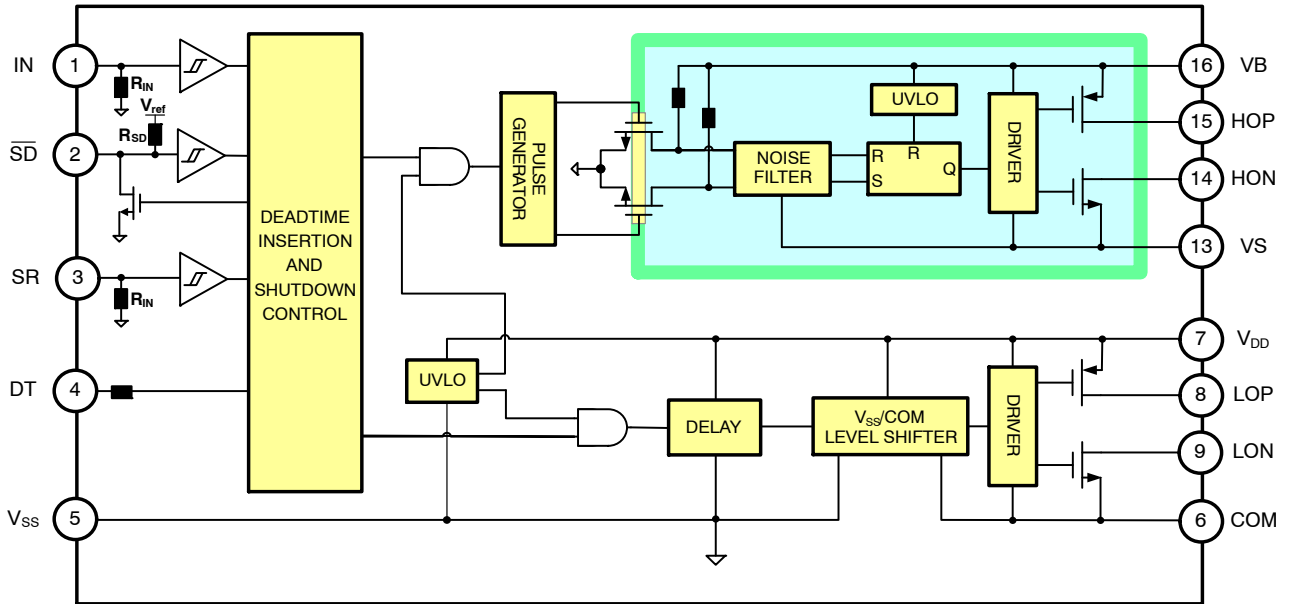 IN
1
R_IN
V_ref
R_SD
S̅D̅
2
SR
3
R_IN
DT
4
V_SS
5
DEADTIME
INSERTION
AND
SHUTDOWN
CONTROL
PULSE
GENERATOR
NOISE
FILTER
UVLO
R
R
S
Q
DRIVER
16
VB
15
HOP
14
HON
13
VS
UVLO
DELAY
V_SS/COM
LEVEL SHIFTER
DRIVER
7
V_DD
8
LOP
9
LON
6
COM